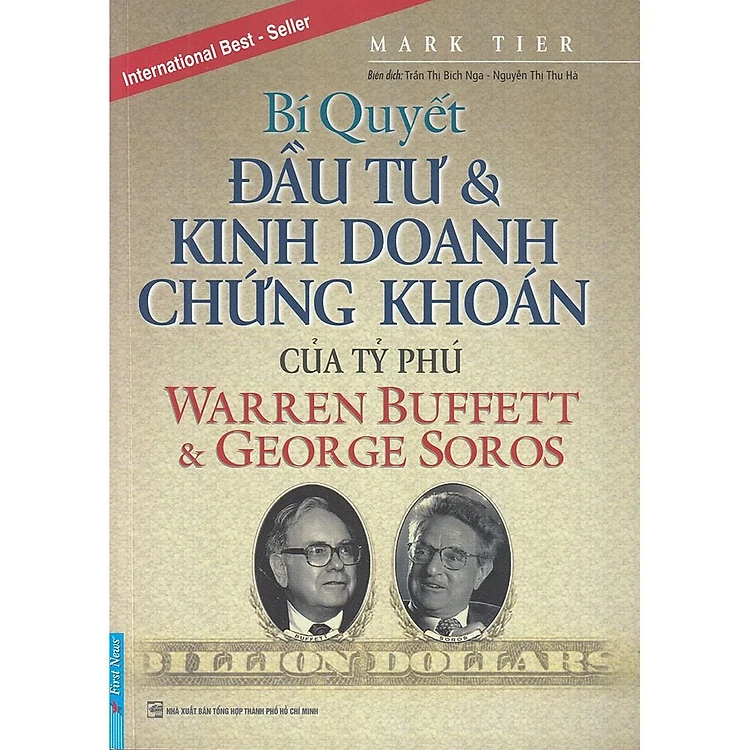 International Best - Seller
MARK TIER
Biên dịch: Trần Thị Bích Nga - Nguyễn Thị Thu Hà
Bí Quyết
ĐẦU TƯ &
KINH DOANH
CHỨNG KHOÁN
CỦA TỶ PHÚ
WARREN BUFFETT
& GEORGE SOROS
BUFFETT
SOROS
BILLION DOLLARS
First News
NHÀ XUẤT BẢN TỔNG HỢP THÀNH PHỐ HỒ CHÍ MINH